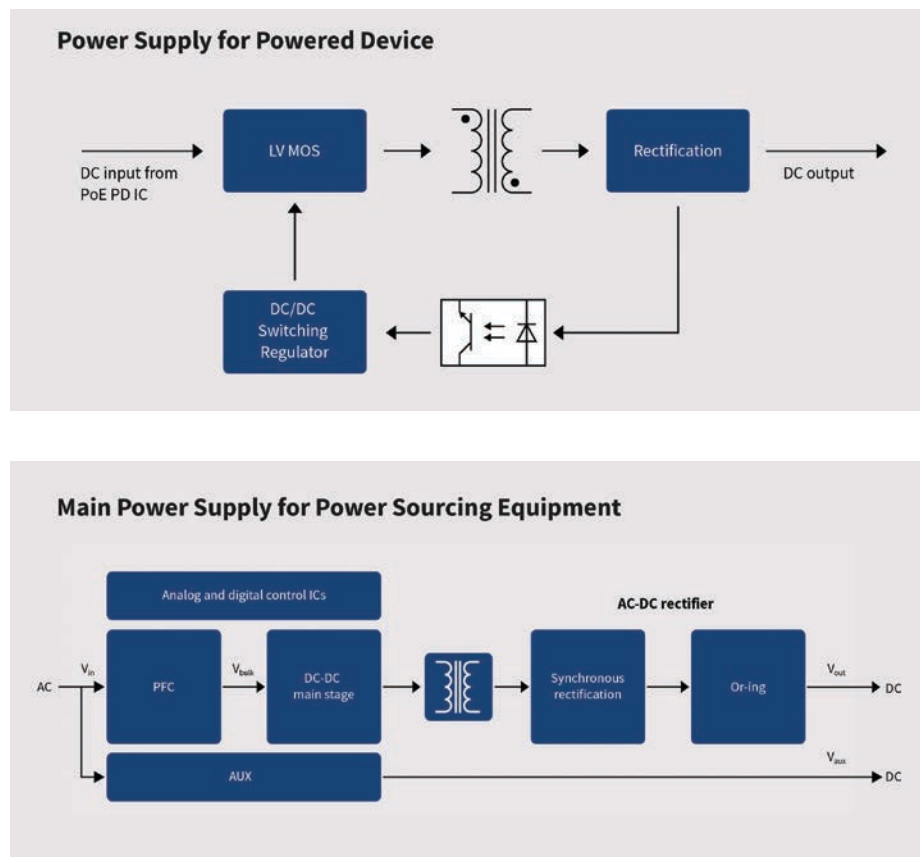 Power Supply for Powered Device
LV MOS
Rectification
DC input from
PoE PD IC
DC output
DC/DC
Switching
Regulator
Main Power Supply for Power Sourcing Equipment
Analog and digital control ICs
AC-DC rectifier
AC
Vin
PFC
Vbulk
DC-DC
main stage
Synchronous
rectification
Or-ing
Vout
DC
AUX
Vaux
DC